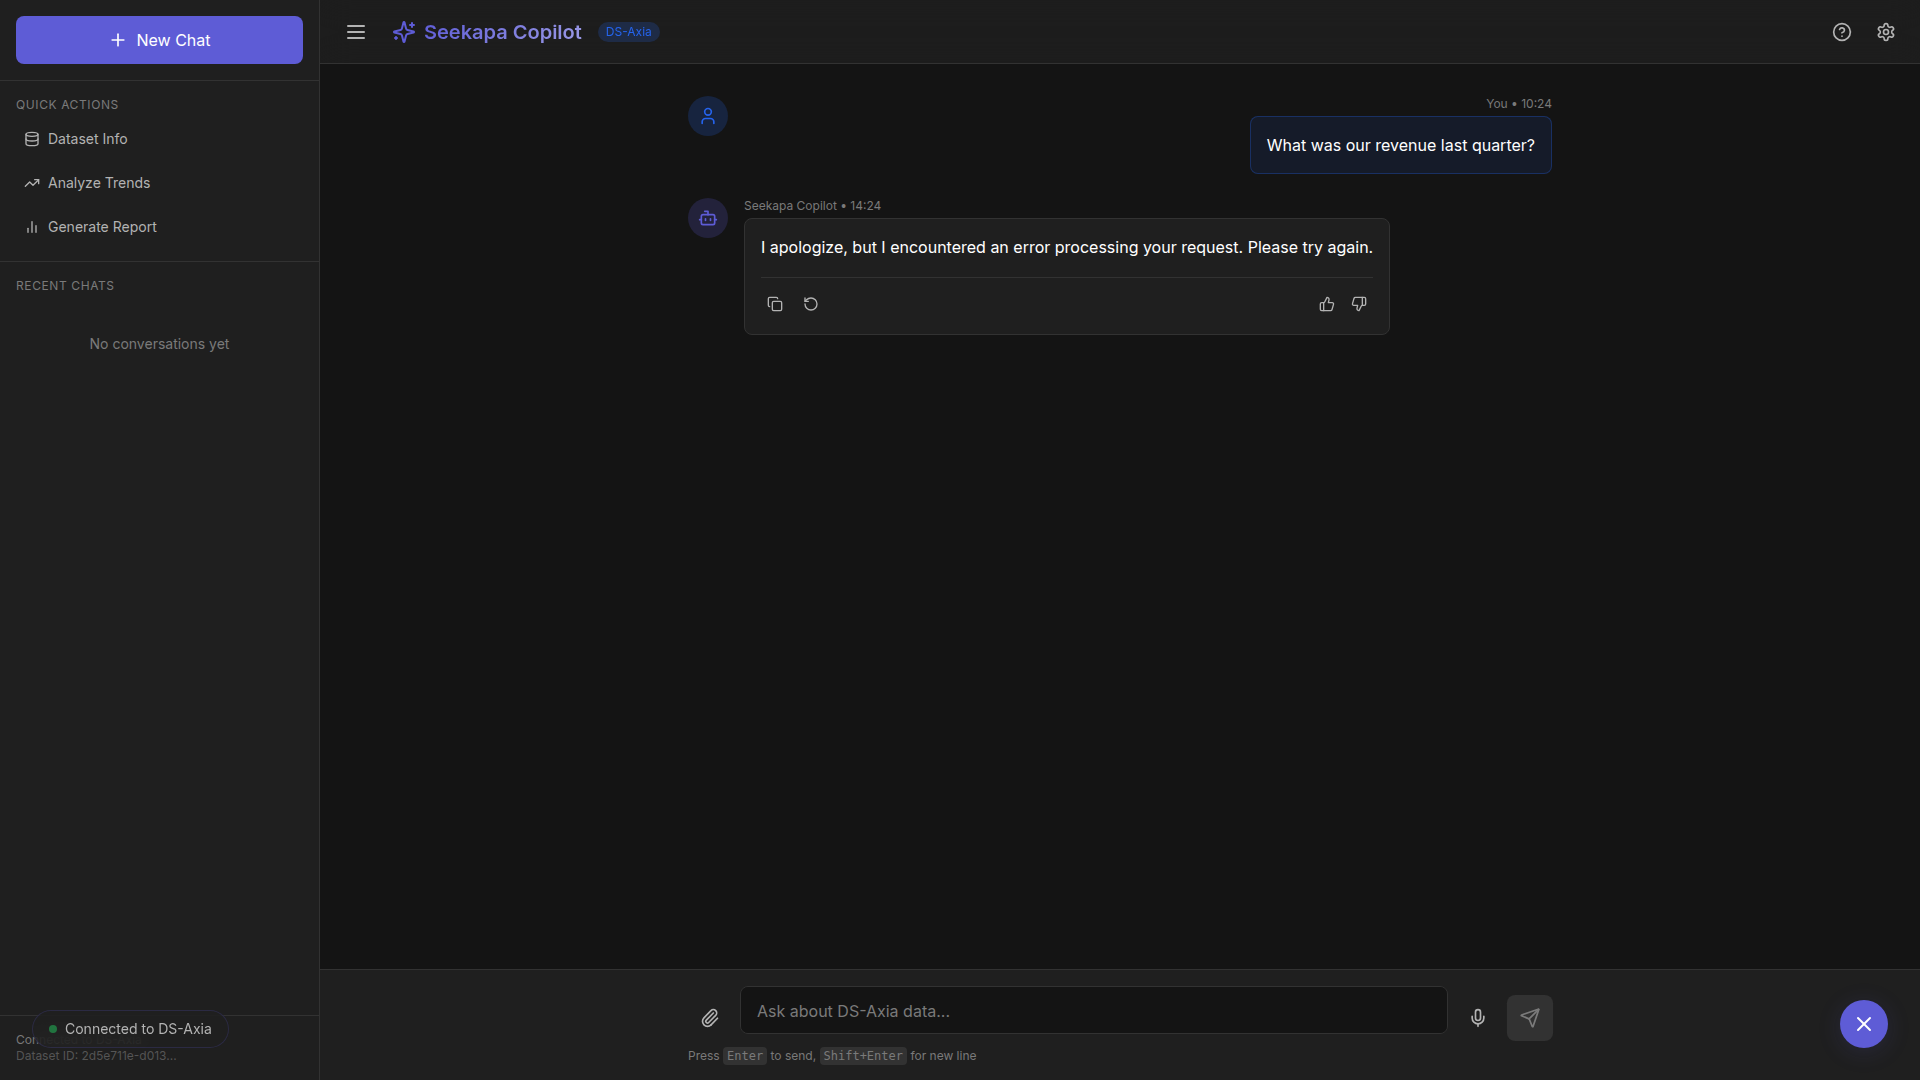 New Chat
QUICK ACTIONS
Dataset Info
Analyze Trends
Generate Report
RECENT CHATS
No conversations yet
Connected to DS-Axia
Dataset ID: 2d5e711e-d013...
Seekapa Copilot
DS-Axia
You • 10:24
What was our revenue last quarter?
Seekapa Copilot • 14:24
I apologize, but I encountered an error processing your request. Please try again.
Ask about DS-Axia data...
Press Enter to send, Shift+Enter for new line